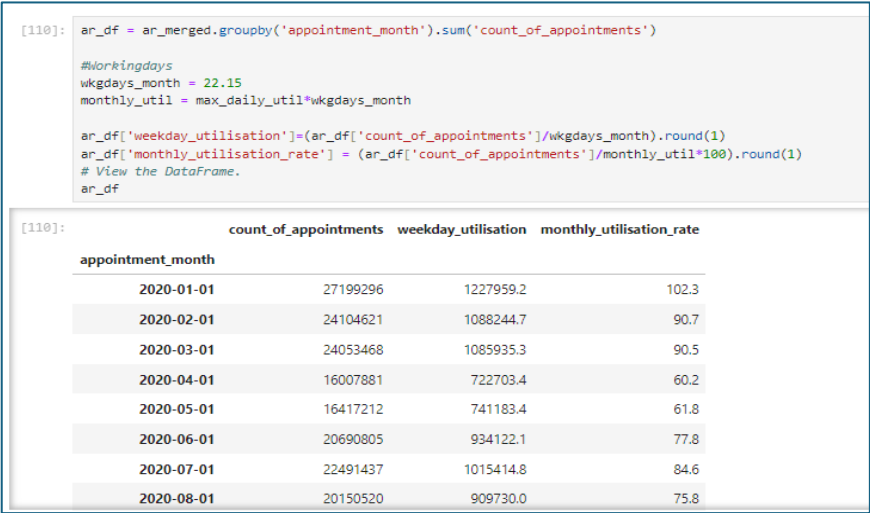 [110]: ar_df = ar_merged.groupby('appointment_month').sum('count_of_appointments')
#Workingdays
wkgdays_month = 22.15
monthly_util = max_daily_util*wkgdays_month
ar_df['weekday_utilisation']=(ar_df['count_of_appointments']/wkgdays_month).round(1)
ar_df['monthly_utilisation_rate'] = (ar_df['count_of_appointments']/monthly_util*100).round(1)
# View the DataFrame.
ar_df
[110]: count_of_appointments weekday_utilisation monthly_utilisation_rate
appointment_month
2020-01-01 27199296 1227959.2 102.3
2020-02-01 24104621 1088244.7 90.7
2020-03-01 24053468 1085935.3 90.5
2020-04-01 16007881 722703.4 60.2
2020-05-01 16417212 741183.4 61.8
2020-06-01 20690805 934122.1 77.8
2020-07-01 22491437 1015414.8 84.6
2020-08-01 20150520 909730.0 75.8